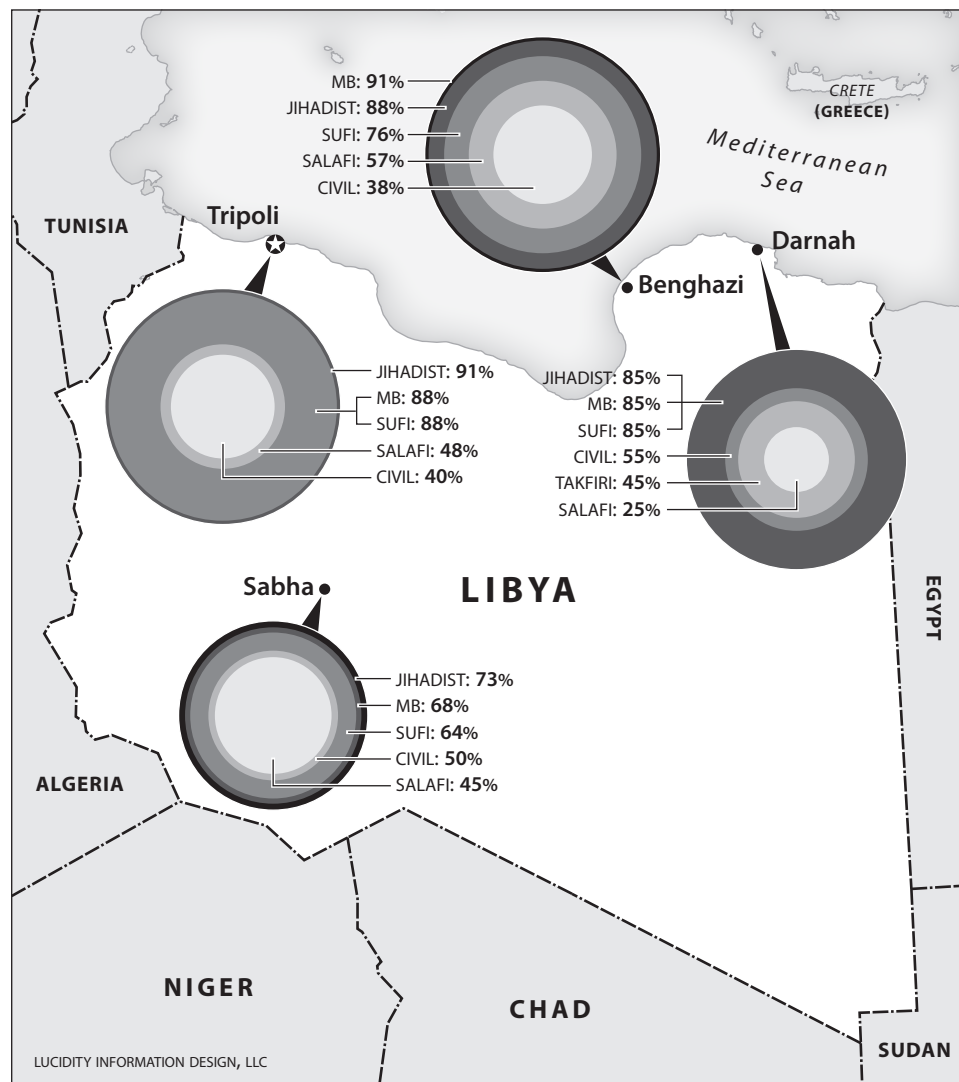 MB: 91%
JIHADIST: 88%
SUFI: 76%
SALAFI: 57%
CIVIL: 38%
CRETE
(GREECE)
Mediterranean
Sea
TUNISIA
Tripoli
Benghazi
Darnah
JIHADIST: 91%
MB: 88%
SUFI: 88%
SALAFI: 48%
CIVIL: 40%
JIHADIST: 85%
MB: 85%
SUFI: 85%
CIVIL: 55%
TAKFIRI: 45%
SALAFI: 25%
Sabha
LIBYA
EGYPT
JIHADIST: 73%
MB: 68%
SUFI: 64%
CIVIL: 50%
SALAFI: 45%
ALGERIA
NIGER
CHAD
SUDAN
LUCIDITY INFORMATION DESIGN, LLC